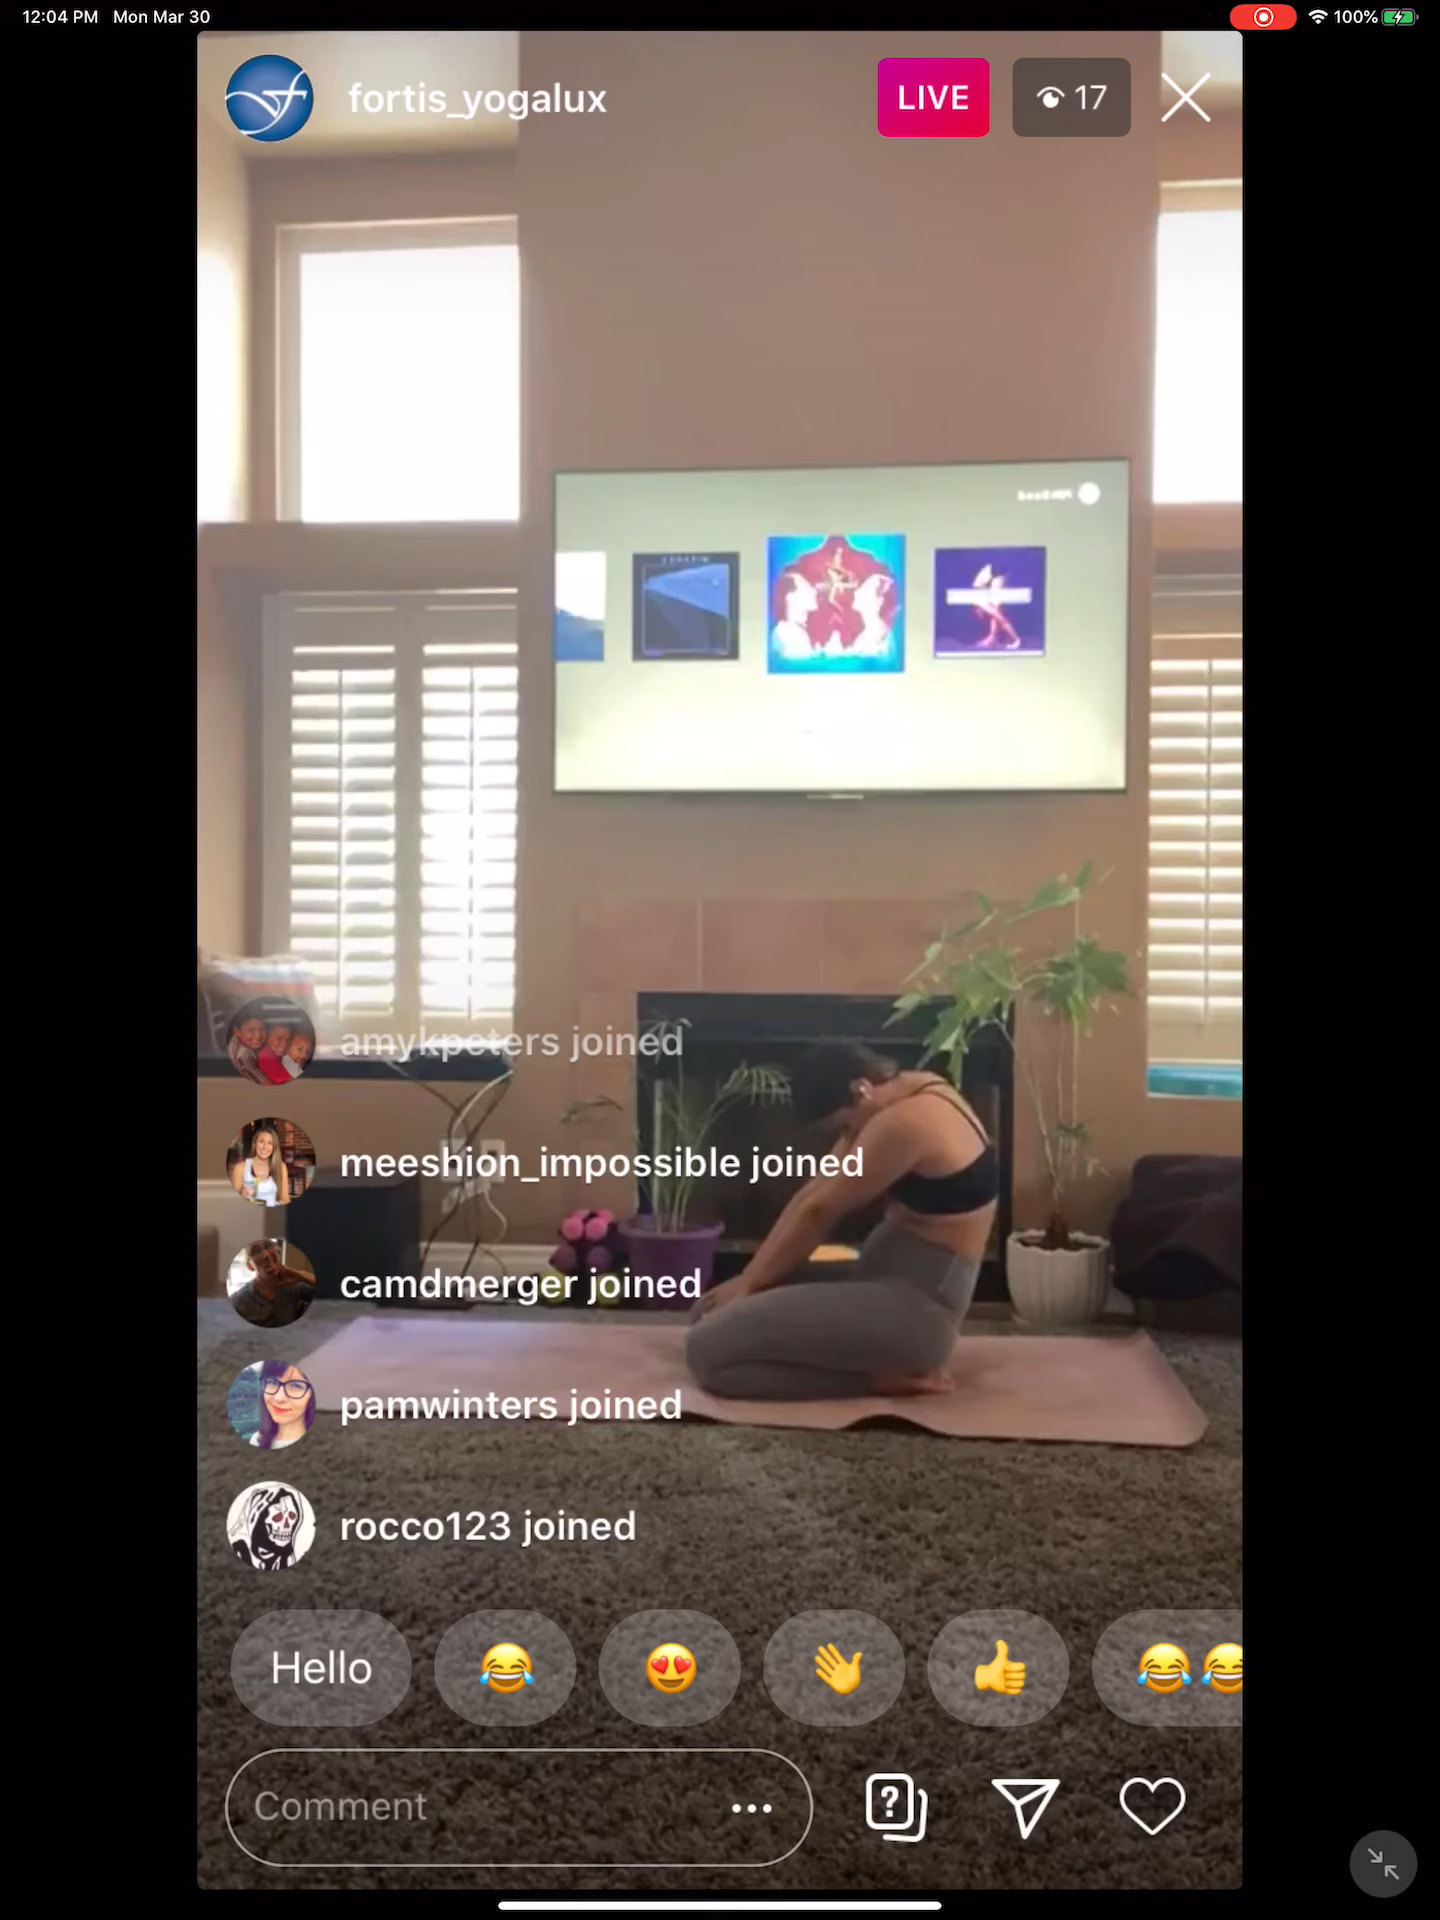 12:04 PM Mon Mar 30
100%
fortis_yogalux
LIVE
17
amykpeters joined
meeshion_impossible joined
camdmerger joined
pamwinters joined
rocco123 joined
Hello
Comment